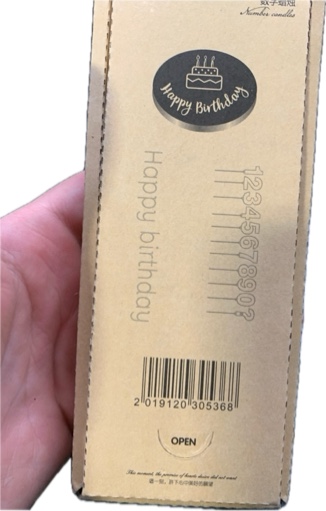 数字蜡烛
Number candles
Happy Birthday
1234567890?
Happy birthday
2 019120 305368
OPEN